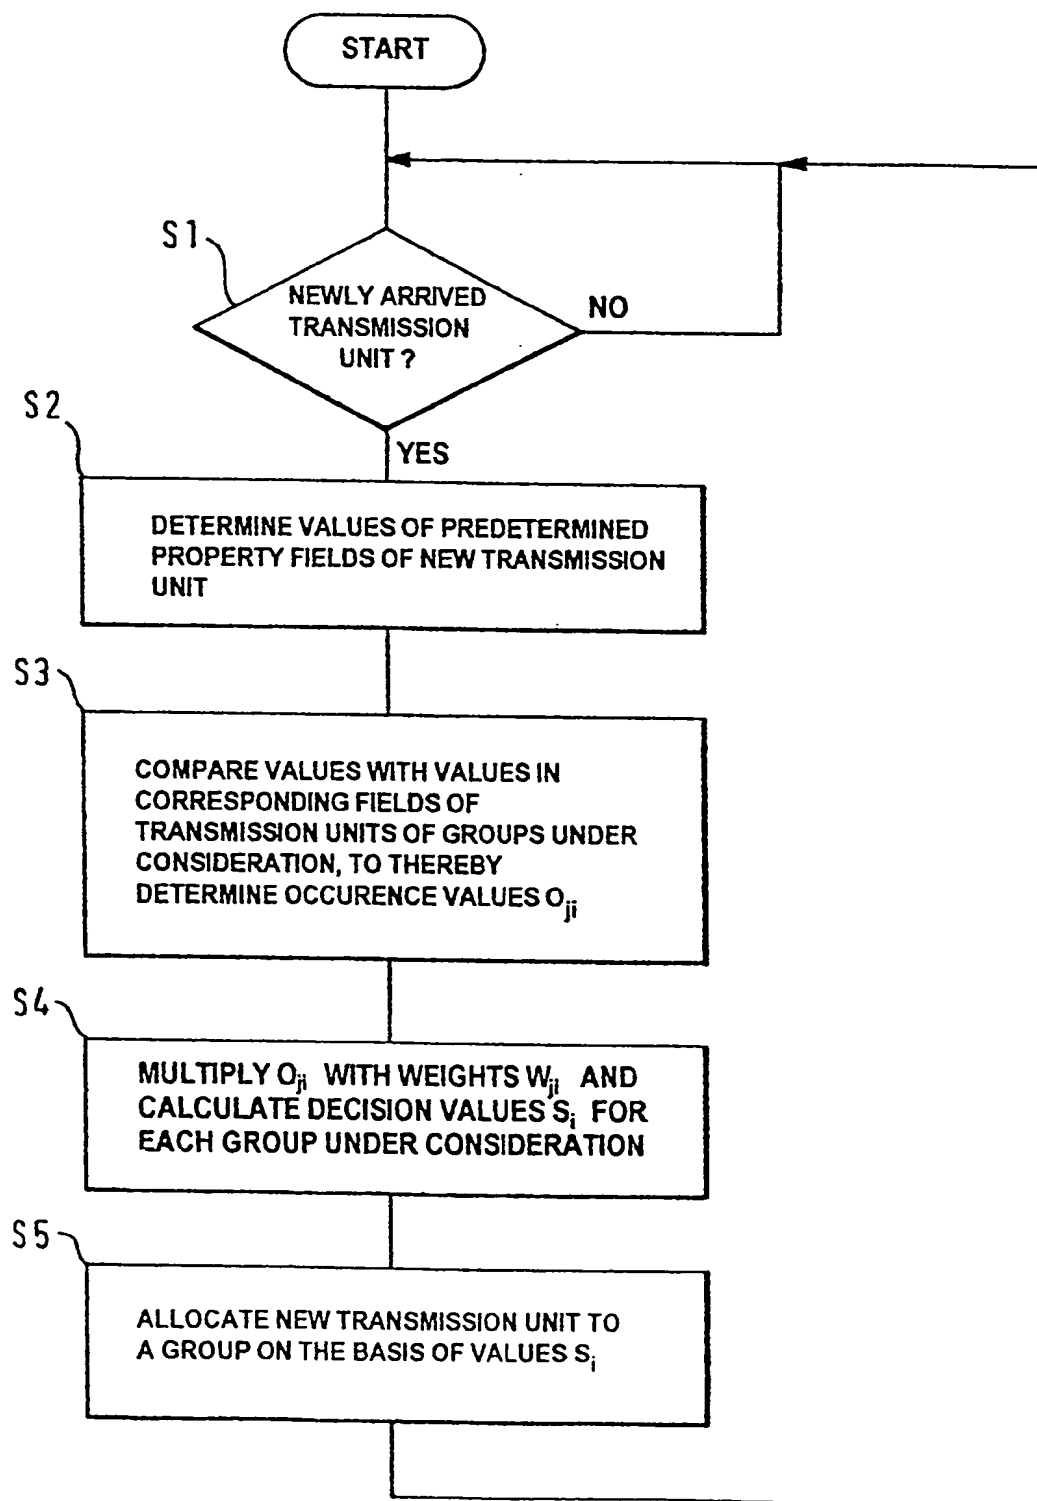 START
S1
NEWLY ARRIVED
TRANSMISSION
UNIT ?
NO
YES
S2
DETERMINE VALUES OF PREDETERMINED
PROPERTY FIELDS OF NEW TRANSMISSION
UNIT
S3
COMPARE VALUES WITH VALUES IN
CORRESPONDING FIELDS OF
TRANSMISSION UNITS OF GROUPS UNDER
CONSIDERATION, TO THEREBY
DETERMINE OCCURENCE VALUES Oji
S4
MULTIPLY Oji WITH WEIGHTS Wji AND
CALCULATE DECISION VALUES Si FOR
EACH GROUP UNDER CONSIDERATION
S5
ALLOCATE NEW TRANSMISSION UNIT TO
A GROUP ON THE BASIS OF VALUES Si